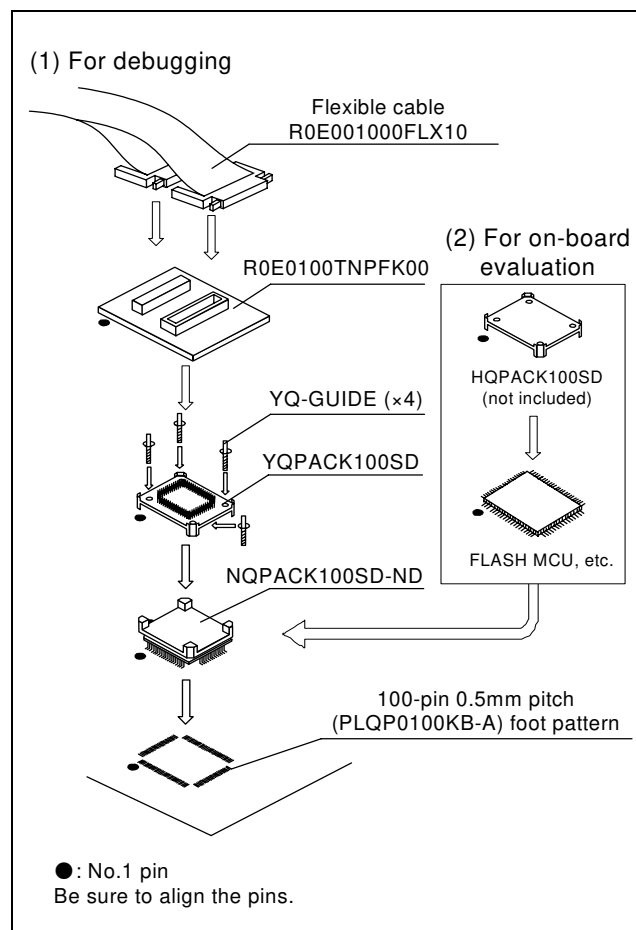 (1) For debugging
Flexible cable
R0E001000FLX10
(2) For on-board
evaluation
R0E0100TNPFK00
HQPACK100SD
(not included)
YQ-GUIDE (×4)
YQPACK100SD
FLASH MCU, etc.
NQPACK100SD-ND
100-pin 0.5mm pitch
(PLQP0100KB-A) foot pattern
●: No.1 pin
Be sure to align the pins.